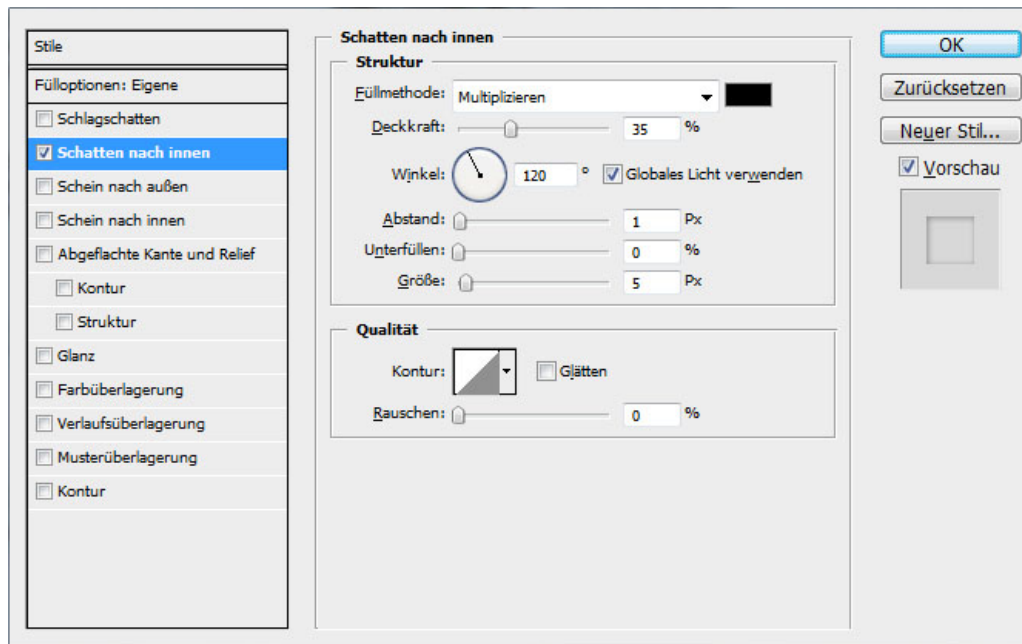 Stile
Fülloptionen: Eigene
Schlagschatten
Schatten nach innen
Schein nach außen
Schein nach innen
Abgeflachte Kante und Relief
Kontur
Struktur
Glanz
Farbüberlagerung
Verlaufsüberlagerung
Musterüberlagerung
Kontur
Schatten nach innen
Struktur
Füllmethode: Multiplizieren
Deckkraft: 35 %
Winkel: 120 ° Globales Licht verwenden
Abstand: 1 Px
Unterfüllen: 0 %
Größe: 5 Px
Qualität
Kontur: Glätten
Rauschen: 0 %
OK
Zurücksetzen
Neuer Stil...
Vorschau